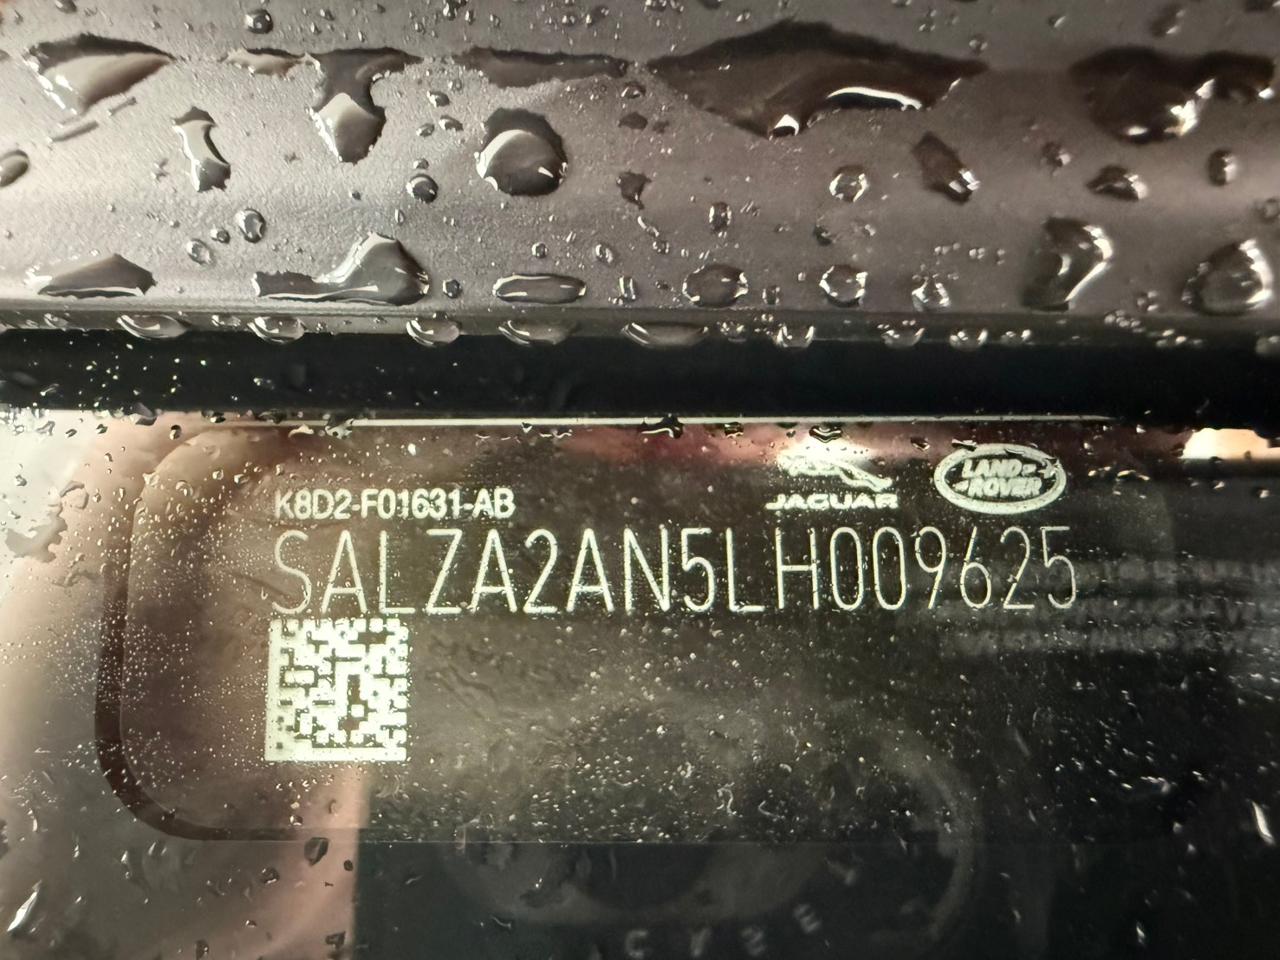 K8D2-F01631-AB
JAGUAR
LAND ROVER
SALZA2AN5LH009625